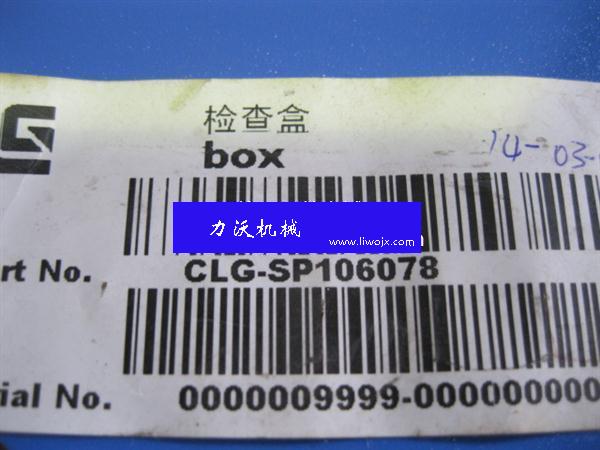 检查盒
box
14-03-
力沃机械
www.liwojx.com
rt No. CLG-SP106078
ial No. 0000009999-000000000